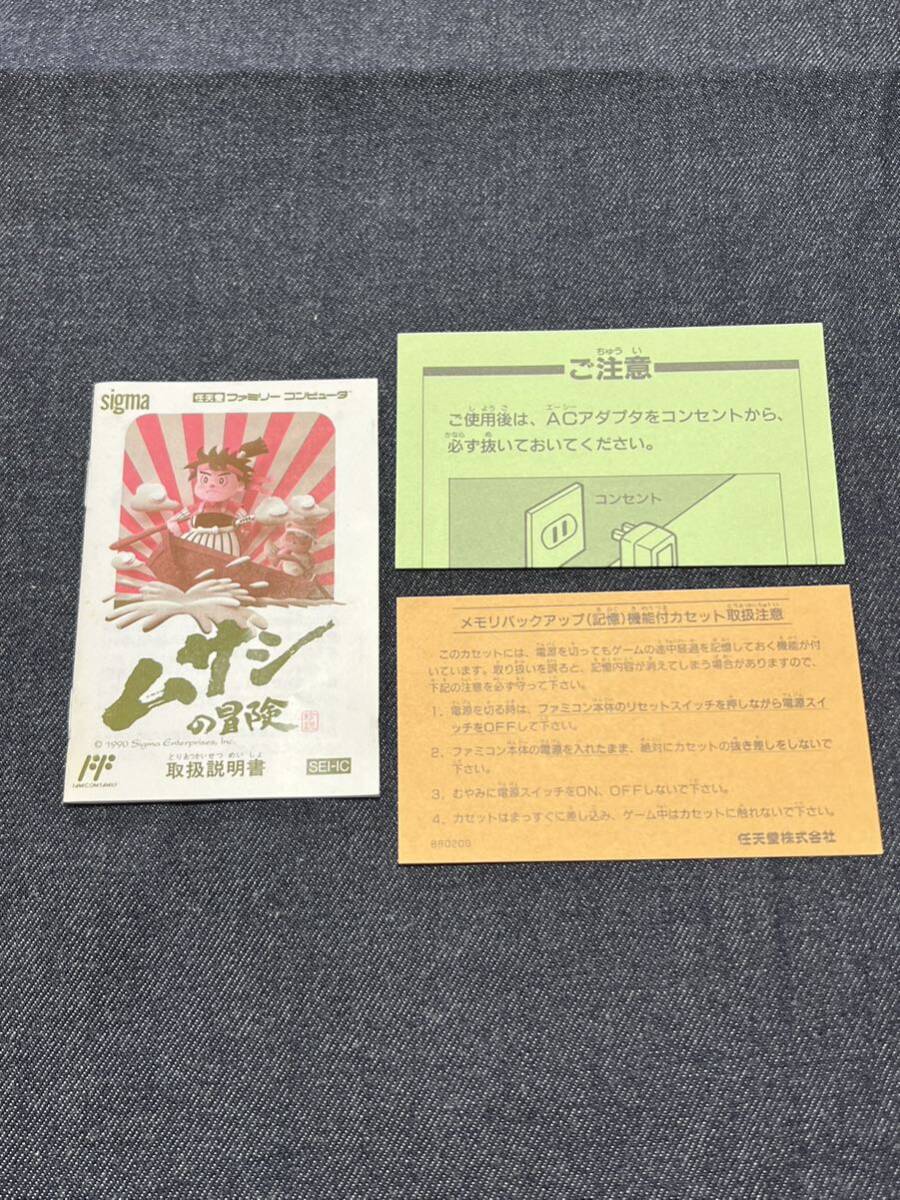 sigma
任天堂 ファミリー コンピュータ
ムサシ
の冒険
© 1990 Sigma Enterprises, Inc.
とりあつかいせつめいしょ
取扱説明書
SEI-IC
FAMICOM FAMILY
ちゅうい
ご注意
ご使用後は、ACアダプタをコンセントから、
必ず抜いておいてください。
コンセント
メモリバックアップ(記憶)機能付カセット取扱注意
このカセットには、電源を切ってもゲームの途中経過を記憶しておく機能が付
いています。取り扱いを誤ると、記憶内容が消えてしまう場合がありますので、
下記の注意を必ず守って下さい。
1. 電源を切る時は、ファミコン本体のリセットスイッチを押しながら電源スイ
ッチをOFFして下さい。
2. ファミコン本体の電源を入れたまま、絶対にカセットの抜き差しをしないで
下さい。
3. むやみに電源スイッチをON、OFFしないで下さい。
4. カセットはまっすぐに差し込み、ゲーム中はカセットに触れないで下さい。
880209
任天堂株式会社